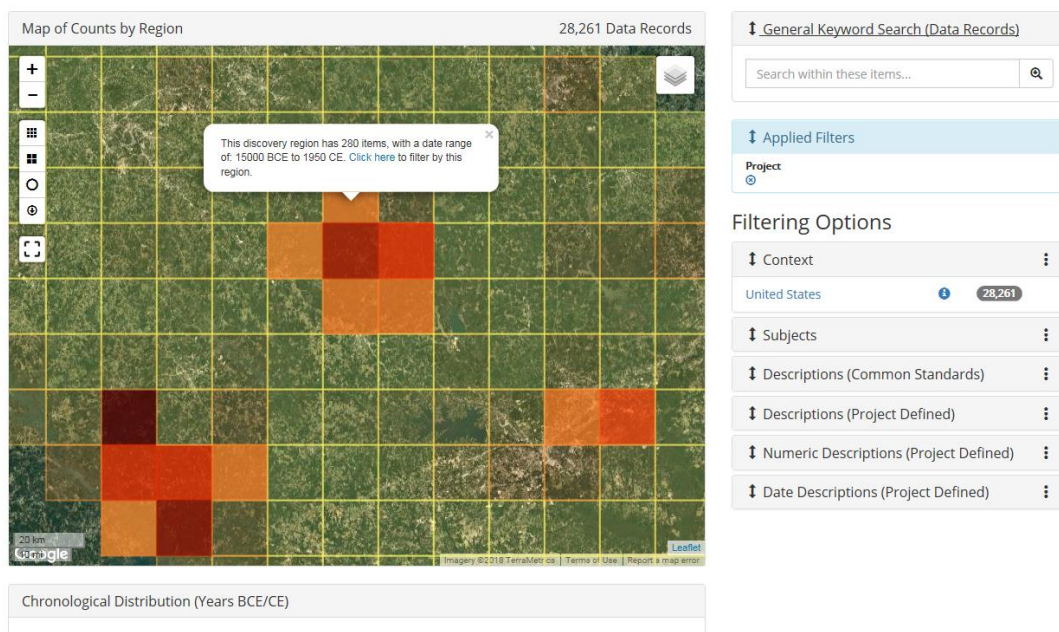 Map of Counts by Region
28,261 Data Records
+
−
This discovery region has 280 items, with a date range
of: 15000 BCE to 1950 CE. Click here to filter by this
region.
×
20 km
10 mi
Google
Leaflet
Imagery ©2018 TerraMetrics | Terms of Use | Report a map error
Chronological Distribution (Years BCE/CE)
General Keyword Search (Data Records)
Search within these items...
Applied Filters
Project
Filtering Options
Context
United States
28,261
Subjects
Descriptions (Common Standards)
Descriptions (Project Defined)
Numeric Descriptions (Project Defined)
Date Descriptions (Project Defined)